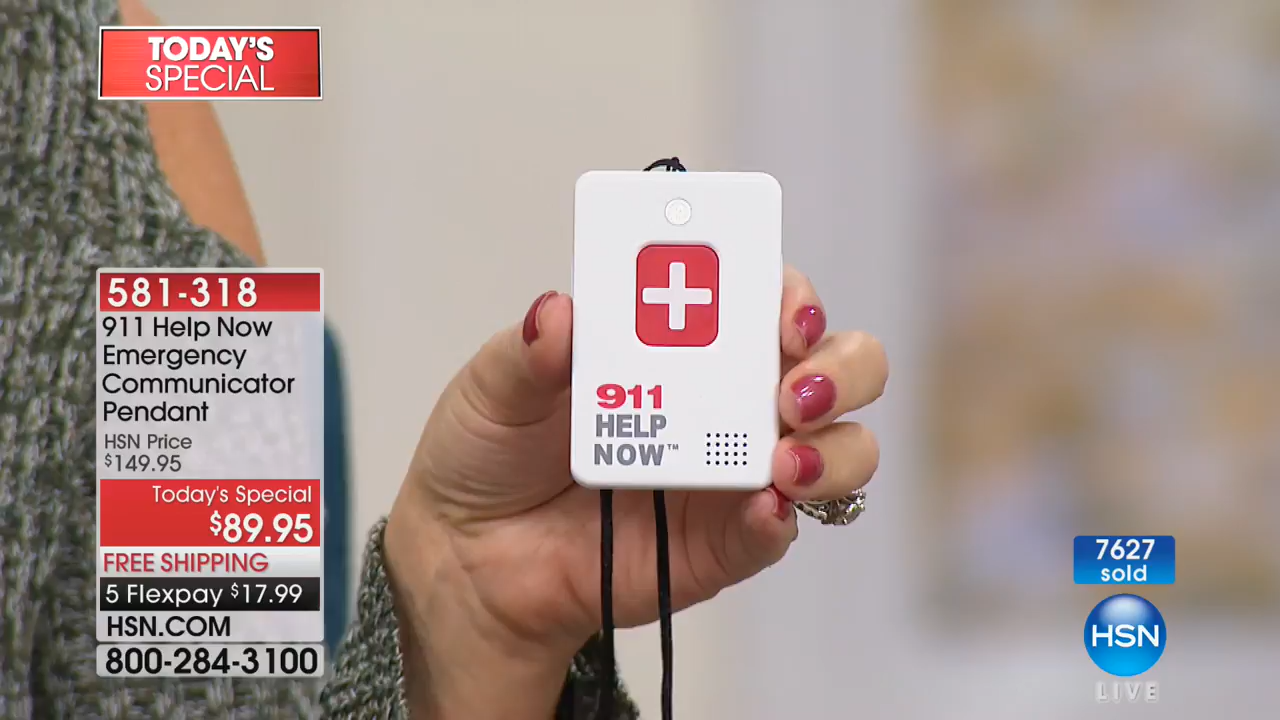 TODAY'S
SPECIAL
581-318
911 Help Now
Emergency
Communicator
Pendant
HSN Price
$149.95
Today's Special
$89.95
FREE SHIPPING
5 Flexpay $17.99
HSN.COM
800-284-3100
911
HELP
NOW™
7627
sold
HSN
LIVE